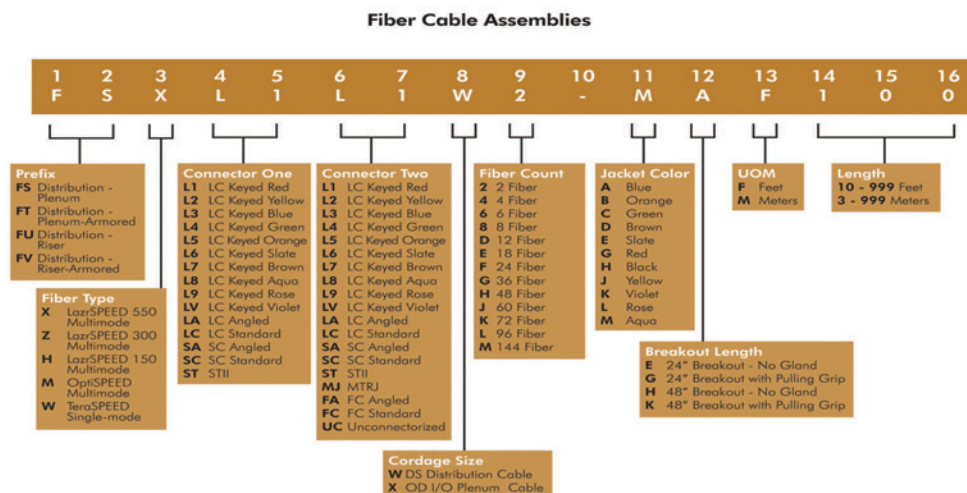 Fiber Cable Assemblies
1 2 3 4 5 6 7 8 9 10 11 12 13 14 15 16
F S X L 1 L 1 W 2 - M A F 1 0 0
Prefix
FS Distribution - Plenum
FT Distribution - Plenum-Armored
FU Distribution - Riser
FV Distribution - Riser-Armored
Fiber Type
X LazrSPEED 550 Multimode
Z LazrSPEED 300 Multimode
H LazrSPEED 150 Multimode
M OptiSPEED Multimode
W TeraSPEED Single-mode
Connector One
L1 LC Keyed Red
L2 LC Keyed Yellow
L3 LC Keyed Blue
L4 LC Keyed Green
L5 LC Keyed Orange
L6 LC Keyed Slate
L7 LC Keyed Brown
L8 LC Keyed Aqua
L9 LC Keyed Rose
LV LC Keyed Violet
LA LC Angled
LC LC Standard
SA SC Angled
SC SC Standard
ST STII
Connector Two
L1 LC Keyed Red
L2 LC Keyed Yellow
L3 LC Keyed Blue
L4 LC Keyed Green
L5 LC Keyed Orange
L6 LC Keyed Slate
L7 LC Keyed Brown
L8 LC Keyed Aqua
L9 LC Keyed Rose
LV LC Keyed Violet
LA LC Angled
LC LC Standard
SA SC Angled
SC SC Standard
ST STII
MJ MTRJ
FA FC Angled
FC FC Standard
UC Unconnectorized
Cordage Size
W DS Distribution Cable
X OD I/O Plenum Cable
Fiber Count
2 2 Fiber
4 4 Fiber
6 6 Fiber
8 8 Fiber
D 12 Fiber
E 18 Fiber
F 24 Fiber
G 36 Fiber
H 48 Fiber
J 60 Fiber
K 72 Fiber
L 96 Fiber
M 144 Fiber
Jacket Color
A Blue
B Orange
C Green
D Brown
E Slate
G Red
H Black
J Yellow
K Violet
L Rose
M Aqua
Breakout Length
E 24" Breakout - No Gland
G 24" Breakout with Pulling Grip
H 48" Breakout - No Gland
K 48" Breakout with Pulling Grip
UOM
F Feet
M Meters
Length
10 - 999 Feet
3 - 999 Meters